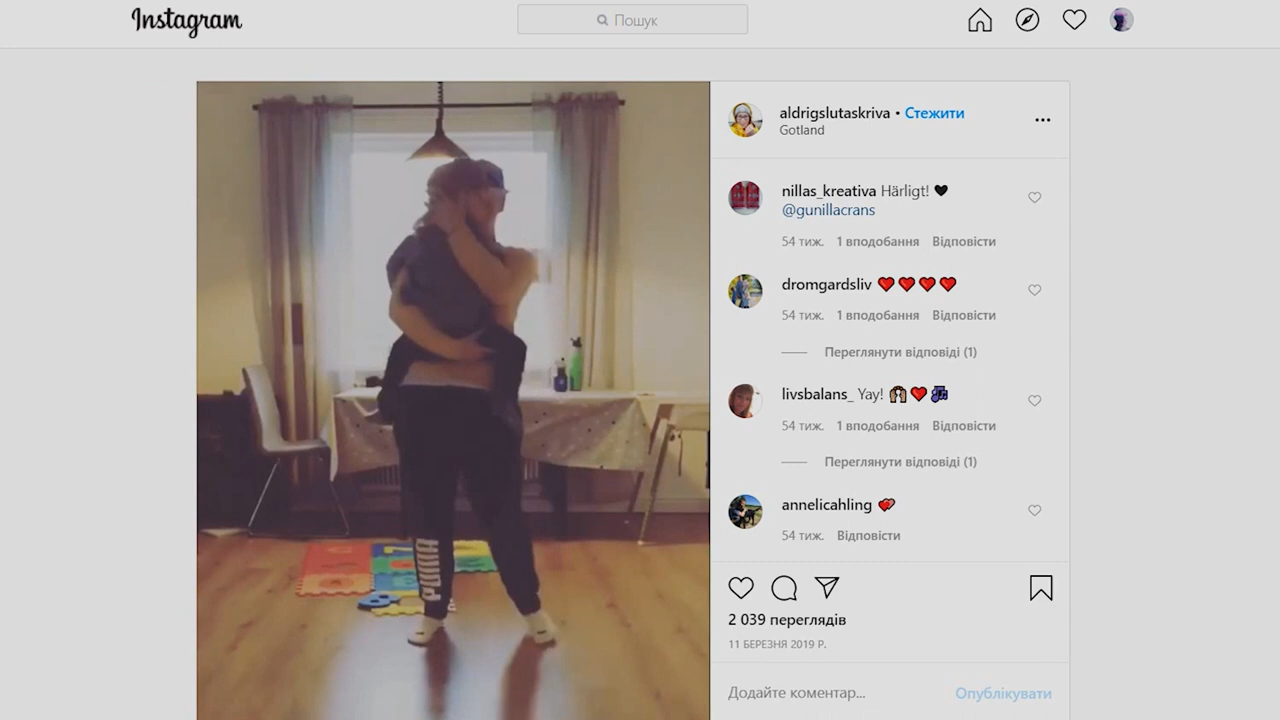 Instagram
Пошук
aldrigslutaskriva • Стежити
Gotland
nillas_kreativa Härligt! 🖤
@gunillacrans
54 тиж. 1 вподобання Відповісти
dromgardsliv ❤️❤️❤️❤️
54 тиж. 1 вподобання Відповісти
Переглянути відповіді (1)
livsbalans_ Yay! ❤️
54 тиж. 1 вподобання Відповісти
Переглянути відповіді (1)
annelicahling 💕
54 тиж. Відповісти
2 039 переглядів
11 БЕРЕЗНЯ 2019 Р.
Додайте коментар...
Опублікувати
PUMA